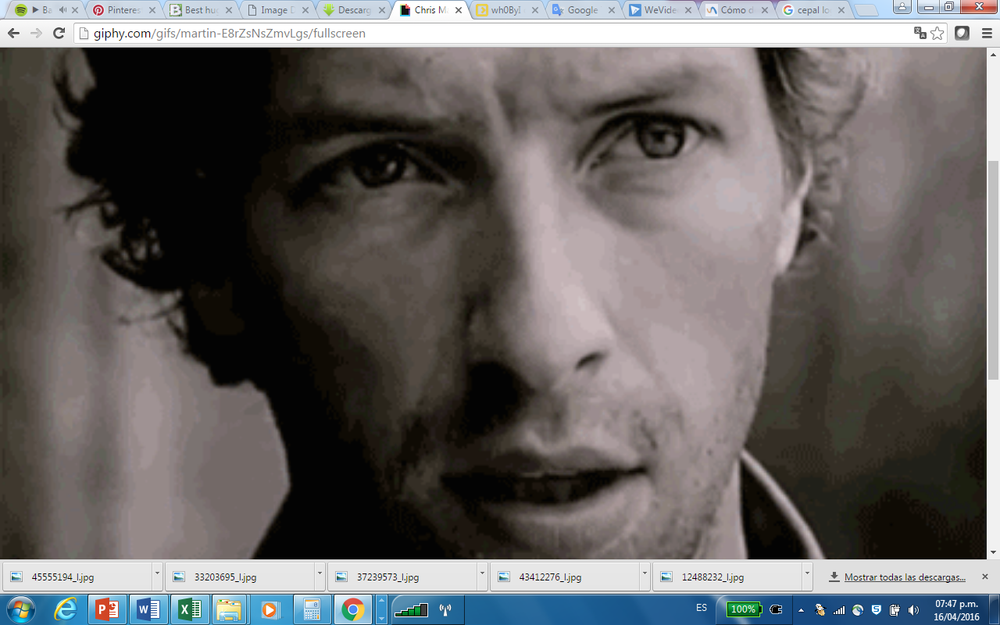 Ba
Pinteres
Best hu
Image D
Descarg
Chris M
wh0ByI
Google
WeVide
Cómo d
cepal lo
giphy.com/gifs/martin-E8rZsNsZmvLgs/fullscreen
45555194_l.jpg
33203695_l.jpg
37239573_l.jpg
43412276_l.jpg
12488232_l.jpg
Mostrar todas las descargas...
ES
100%
07:47 p.m.
16/04/2016